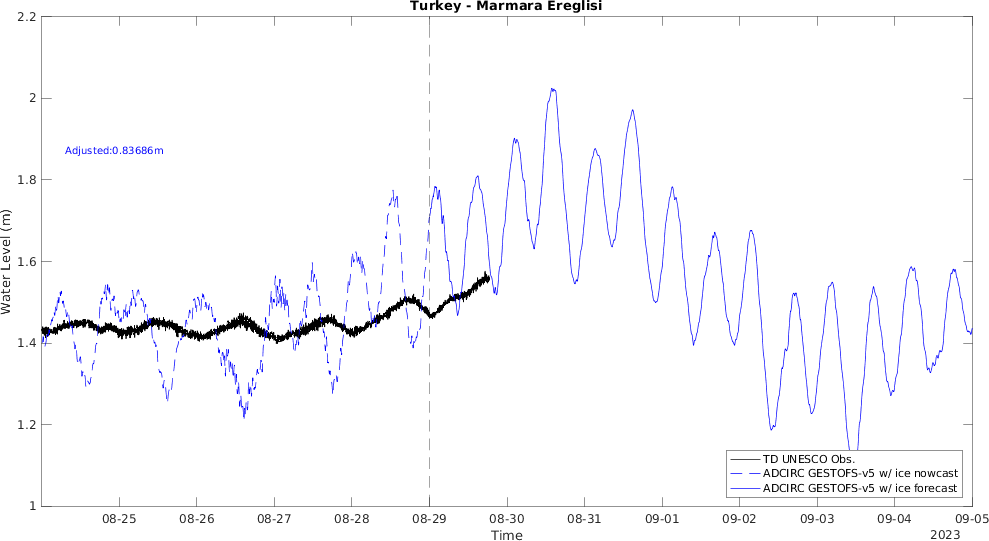 Turkey - Marmara Ereglisi
Water Level (m)
2.2
2
1.8
1.6
1.4
1.2
1
Adjusted:0.83686m
TD UNESCO Obs.
ADCIRC GESTOFS-v5 w/ ice nowcast
ADCIRC GESTOFS-v5 w/ ice forecast
08-25 08-26 08-27 08-28 08-29 08-30 08-31 09-01 09-02 09-03 09-04 09-05
Time
2023